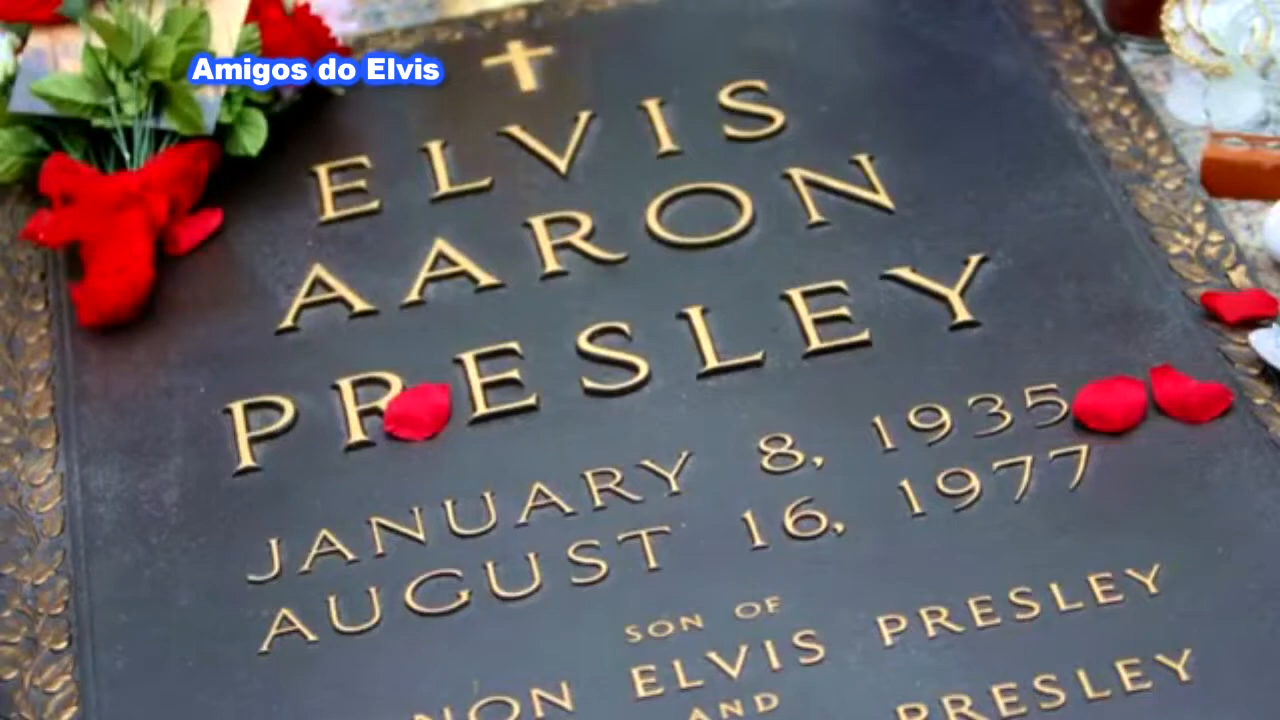 Amigos do Elvis
ELVIS
AARON
PRESLEY
JANUARY 8, 1935
AUGUST 16, 1977
SON OF
ELVIS PRESLEY
AND
PRESLEY